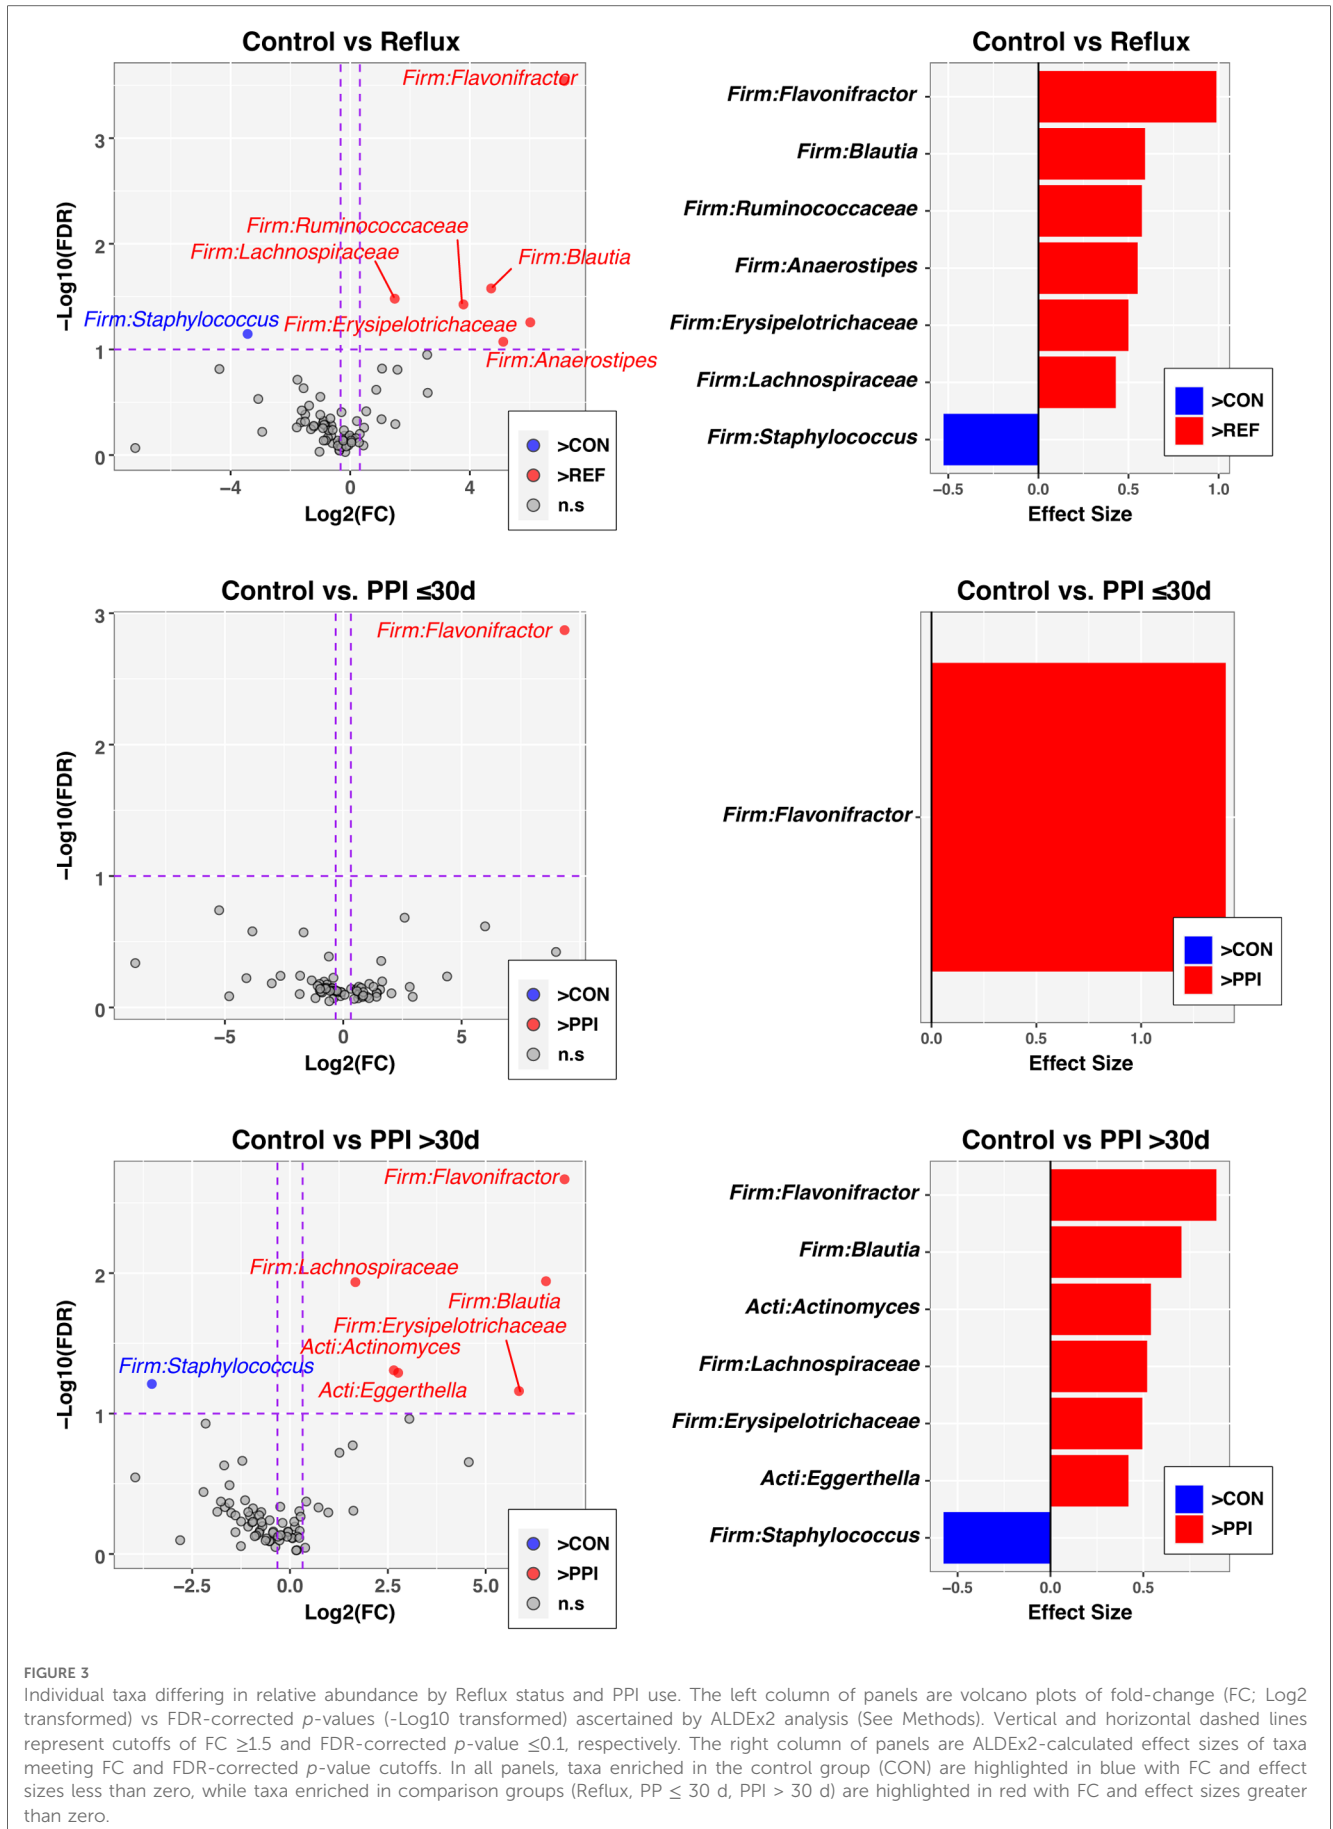 Control vs Reflux
Firm:Flavonifractor
Firm:Ruminococcaceae
Firm:Lachnospiraceae
Firm:Blautia
Firm:Staphylococcus
Firm:Erysipelotrichaceae
Firm:Anaerostipes
−Log10(FDR)
3
2
1
0
−4
0
4
Log2(FC)
>CON
>REF
n.s
Control vs Reflux
Firm:Flavonifractor
Firm:Blautia
Firm:Ruminococcaceae
Firm:Anaerostipes
Firm:Erysipelotrichaceae
Firm:Lachnospiraceae
Firm:Staphylococcus
−0.5
0.0
0.5
1.0
Effect Size
>CON
>REF
Control vs. PPI ≤30d
Firm:Flavonifractor
−Log10(FDR)
3
2
1
0
−5
0
5
Log2(FC)
>CON
>PPI
n.s
Control vs. PPI ≤30d
Firm:Flavonifractor
0.0
0.5
1.0
Effect Size
>CON
>PPI
Control vs PPI >30d
Firm:Flavonifractor
Firm:Lachnospiraceae
Firm:Blautia
Firm:Erysipelotrichaceae
Acti:Actinomyces
Firm:Staphylococcus
Acti:Eggerthella
−Log10(FDR)
2
1
0
−2.5
0.0
2.5
5.0
Log2(FC)
>CON
>PPI
n.s
Control vs PPI >30d
Firm:Flavonifractor
Firm:Blautia
Acti:Actinomyces
Firm:Lachnospiraceae
Firm:Erysipelotrichaceae
Acti:Eggerthella
Firm:Staphylococcus
−0.5
0.0
0.5
Effect Size
>CON
>PPI
FIGURE 3
Individual taxa differing in relative abundance by Reflux status and PPI use. The left column of panels are volcano plots of fold-change (FC; Log2
transformed) vs FDR-corrected p-values (-Log10 transformed) ascertained by ALDEx2 analysis (See Methods). Vertical and horizontal dashed lines
represent cutoffs of FC ≥1.5 and FDR-corrected p-value ≤0.1, respectively. The right column of panels are ALDEx2-calculated effect sizes of taxa
meeting FC and FDR-corrected p-value cutoffs. In all panels, taxa enriched in the control group (CON) are highlighted in blue with FC and effect
sizes less than zero, while taxa enriched in comparison groups (Reflux, PP ≤ 30 d, PPI > 30 d) are highlighted in red with FC and effect sizes greater
than zero.